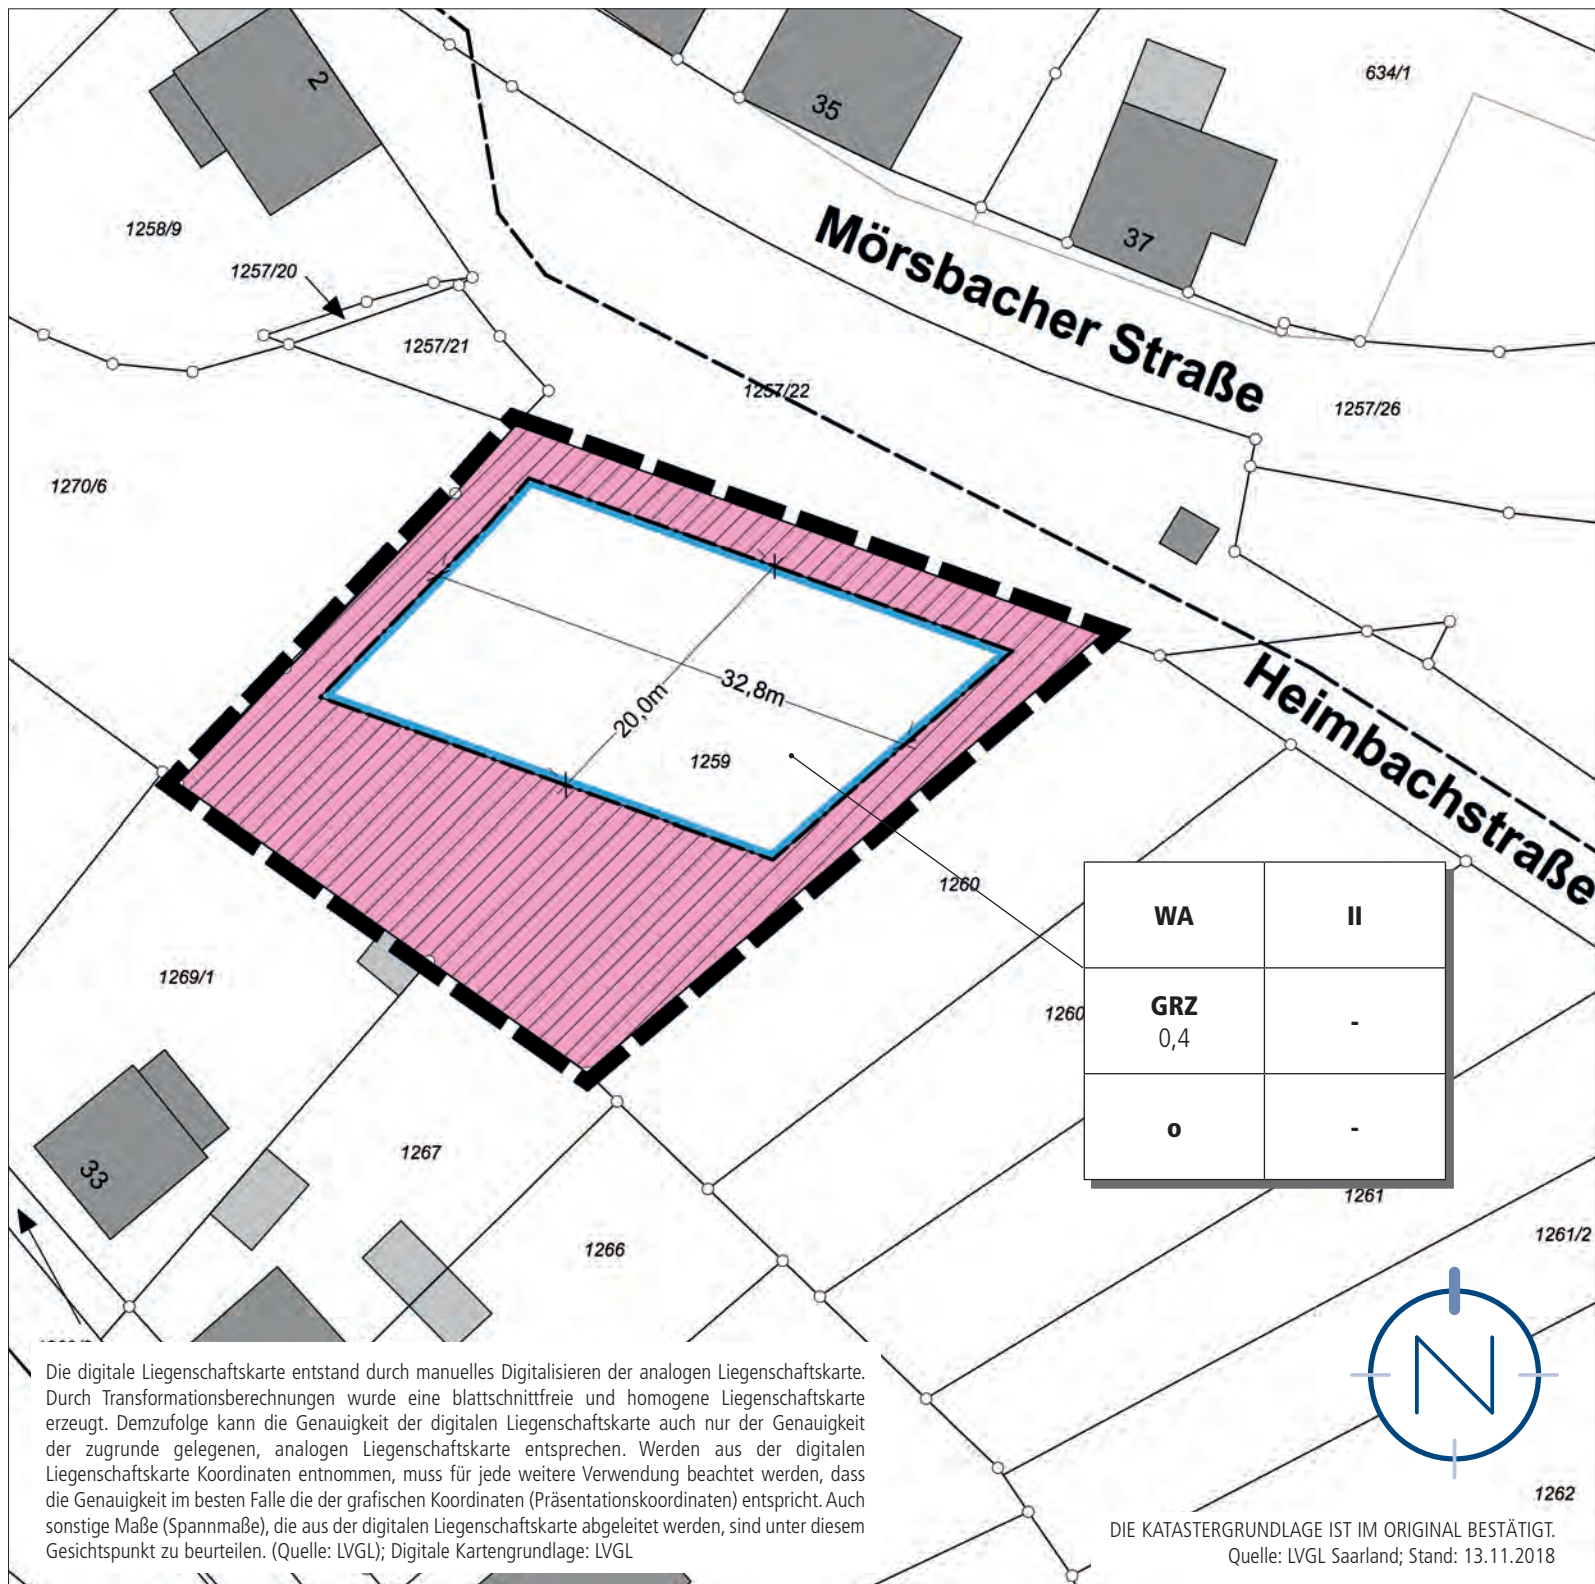 2
35
634/1
37
1258/9
1257/20
Mörsbacher Straße
1257/21
1257/22
1257/26
1270/6
32,8m
20,0m
1259
Heimbachstraße
1260
WA II
1269/1
GRZ -
0,4
1260
o -
1267
33
1261
1266
1261/2
N
Die digitale Liegenschaftskarte entstand durch manuelles Digitalisieren der analogen Liegenschaftskarte.
Durch Transformationsberechnungen wurde eine blattschnittfreie und homogene Liegenschaftskarte
erzeugt. Demzufolge kann die Genauigkeit der digitalen Liegenschaftskarte auch nur der Genauigkeit
der zugrunde gelegenen, analogen Liegenschaftskarte entsprechen. Werden aus der digitalen
Liegenschaftskarte Koordinaten entnommen, muss für jede weitere Verwendung beachtet werden, dass
die Genauigkeit im besten Falle die der grafischen Koordinaten (Präsentationskoordinaten) entspricht. Auch
sonstige Maße (Spannmaße), die aus der digitalen Liegenschaftskarte abgeleitet werden, sind unter diesem
Gesichtspunkt zu beurteilen. (Quelle: LVGL); Digitale Kartengrundlage: LVGL
1262
DIE KATASTERGRUNDLAGE IST IM ORIGINAL BESTÄTIGT.
Quelle: LVGL Saarland; Stand: 13.11.2018